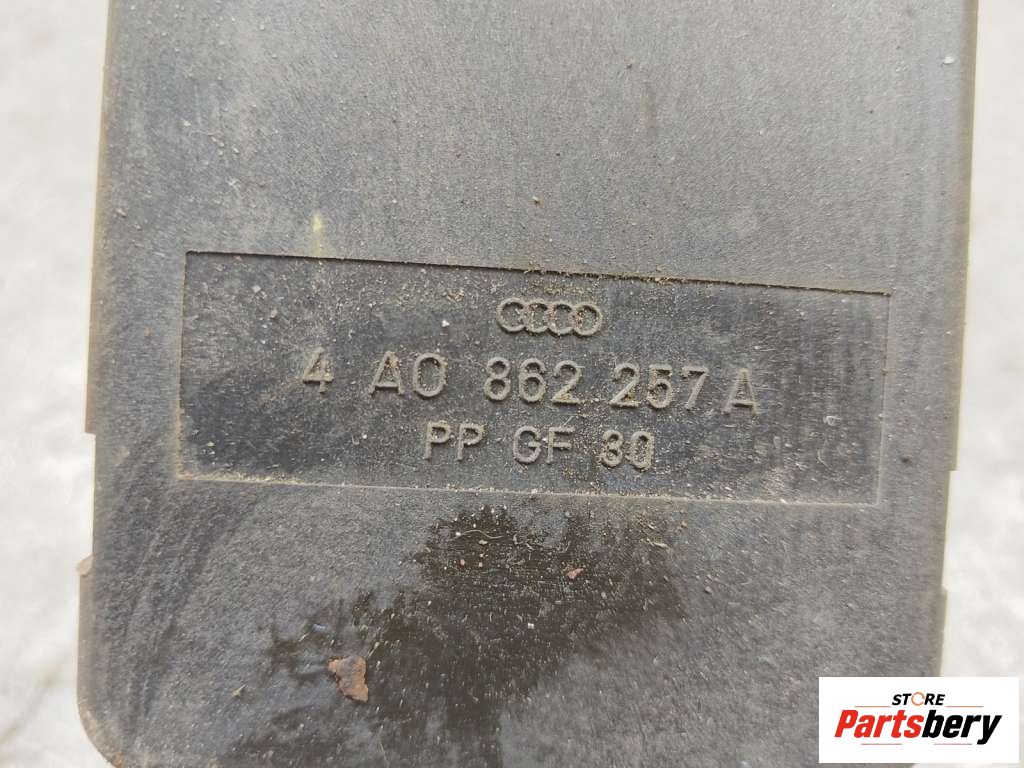 4 A0 862 257 A
PP GF 30
STORE
Partsbery